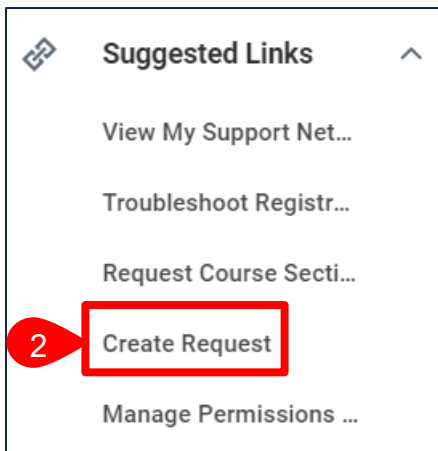 Suggested Links
View My Support Net...
Troubleshoot Registr...
Request Course Secti...
2 Create Request
Manage Permissions ...